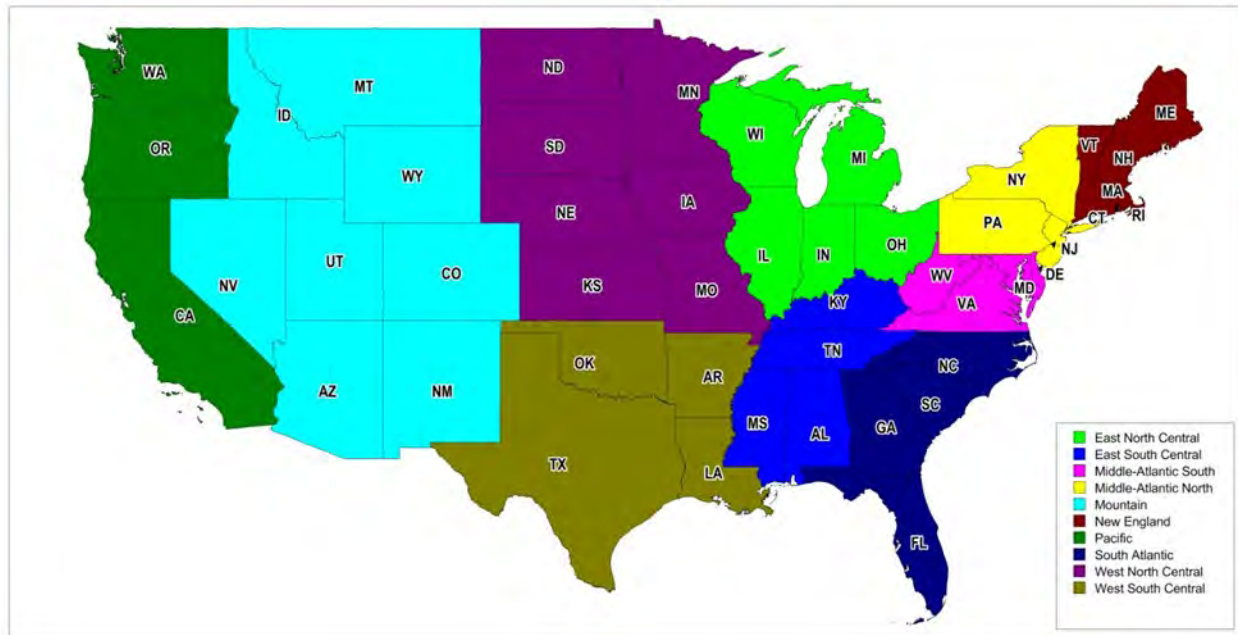 WA
MT
ND
MN
ME
ID
OR
SD
WI
MI
VT
NH
WY
NY
MA
NE
IA
CT
RI
PA
UT
CO
IL
IN
OH
NJ
NV
KS
MO
WV
DE
MD
VA
CA
KY
OK
TN
NC
AZ
NM
AR
SC
MS
AL
GA
TX
LA
FL
East North Central
East South Central
Middle-Atlantic South
Middle-Atlantic North
Mountain
New England
Pacific
South Atlantic
West North Central
West South Central